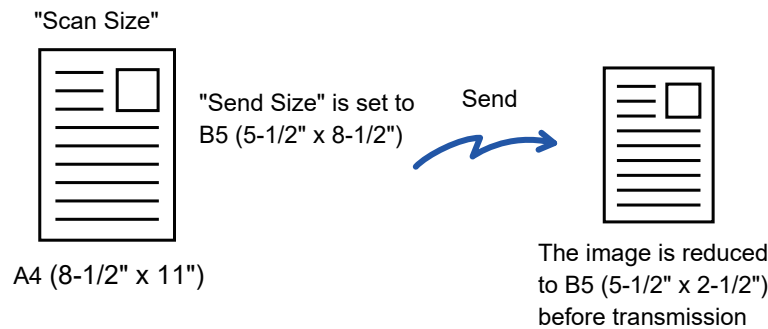 "Scan Size"
"Send Size" is set to
B5 (5-1/2" x 8-1/2")
Send
A4 (8-1/2" x 11")
The image is reduced
to B5 (5-1/2" x 2-1/2")
before transmission